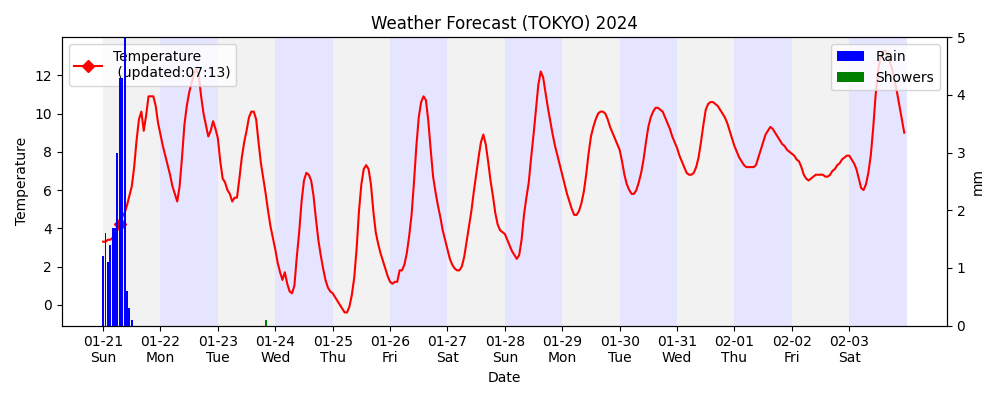 Weather Forecast (TOKYO) 2024
Temperature
(updated:07:13)
Rain
Showers
Temperature
12
10
8
6
4
2
0
5
4
3
2
1
0
mm
01-21 01-22 01-23 01-24 01-25 01-26 01-27 01-28 01-29 01-30 01-31 02-01 02-02 02-03
Sun Mon Tue Wed Thu Fri Sat Sun Mon Tue Wed Thu Fri Sat
Date